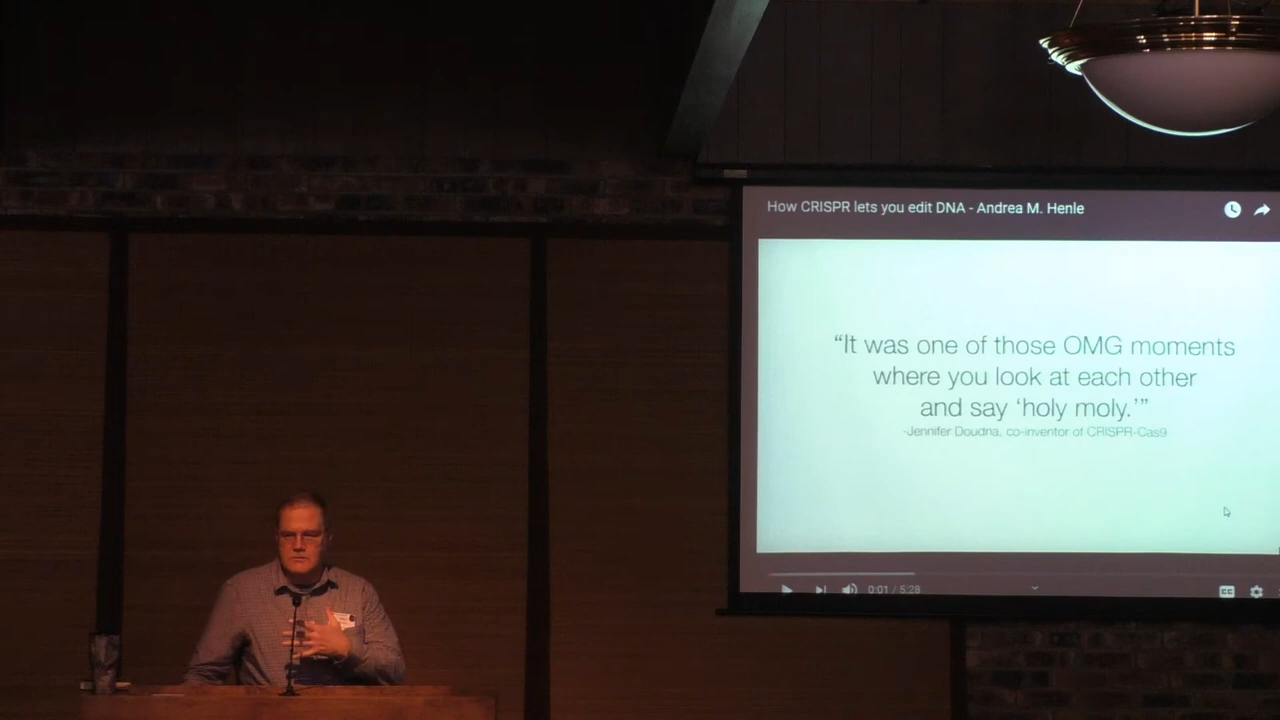 How CRISPR lets you edit DNA - Andrea M. Henle
“It was one of those OMG moments
where you look at each other
and say ‘holy moly.’”
-Jennifer Doudna, co-inventor of CRISPR-Cas9
0:01 / 5:28
CC